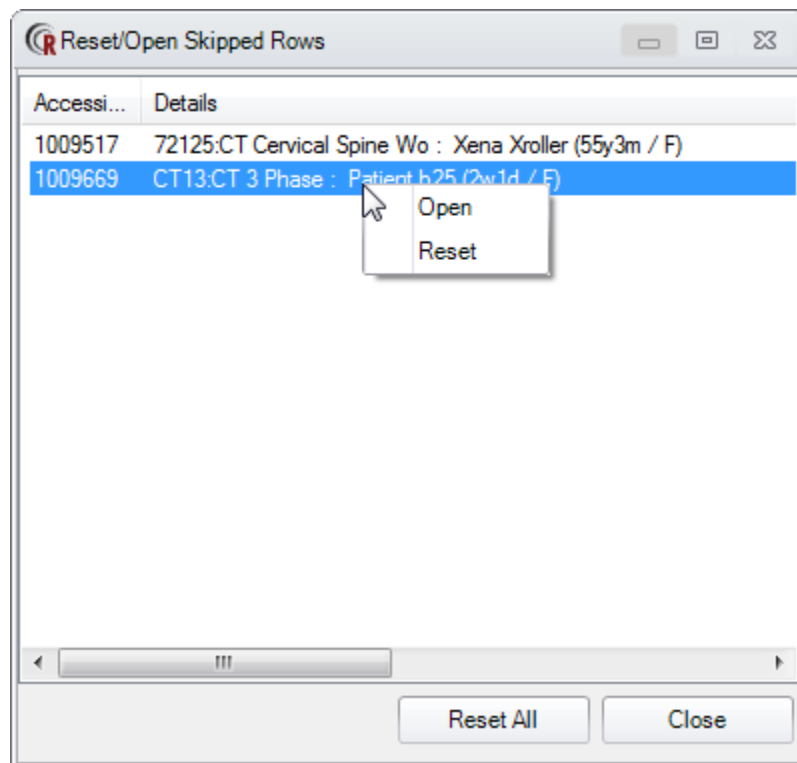 Reset/Open Skipped Rows
Accessi... Details
1009517 72125:CT Cervical Spine Wo : Xena Xroller (55y3m / F)
1009669 CT13:CT 3 Phase : Patient b25 (2w1d / F)
Open
Reset
Reset All Close